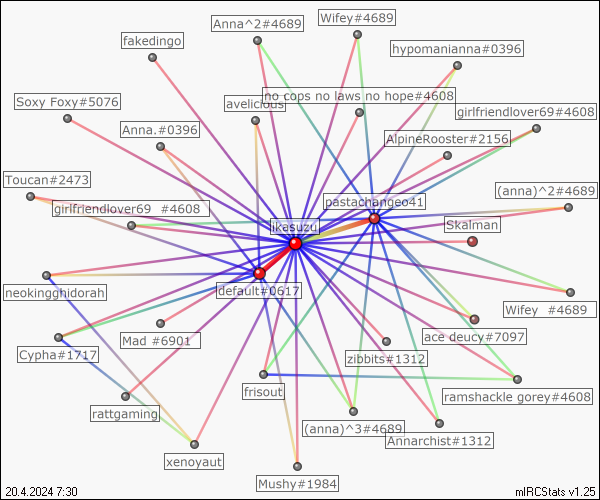 Anna^2#4689
Wifey#4689
fakedingo
hypomanianna#0396
Soxy Foxy#5076
avelicious
no cops no laws no hope#4608
girlfriendlover69#4608
Anna.#0396
AlpineRooster#2156
Toucan#2473
(anna)^2#4689
pastachangeo41
girlfriendlover69 #4608
likasuzu
Skalman
default#0617
neokingghidorah
Wifey #4689
Mad #6901
ace deucy#7097
Cypha#1717
zibbits#1312
frisout
ramshackle gorey#4608
rattgaming
(anna)^3#4689
Annarchist#1312
xenoyaut
Mushy#1984
20.4.2024 7:30
mIRCStats v1.25